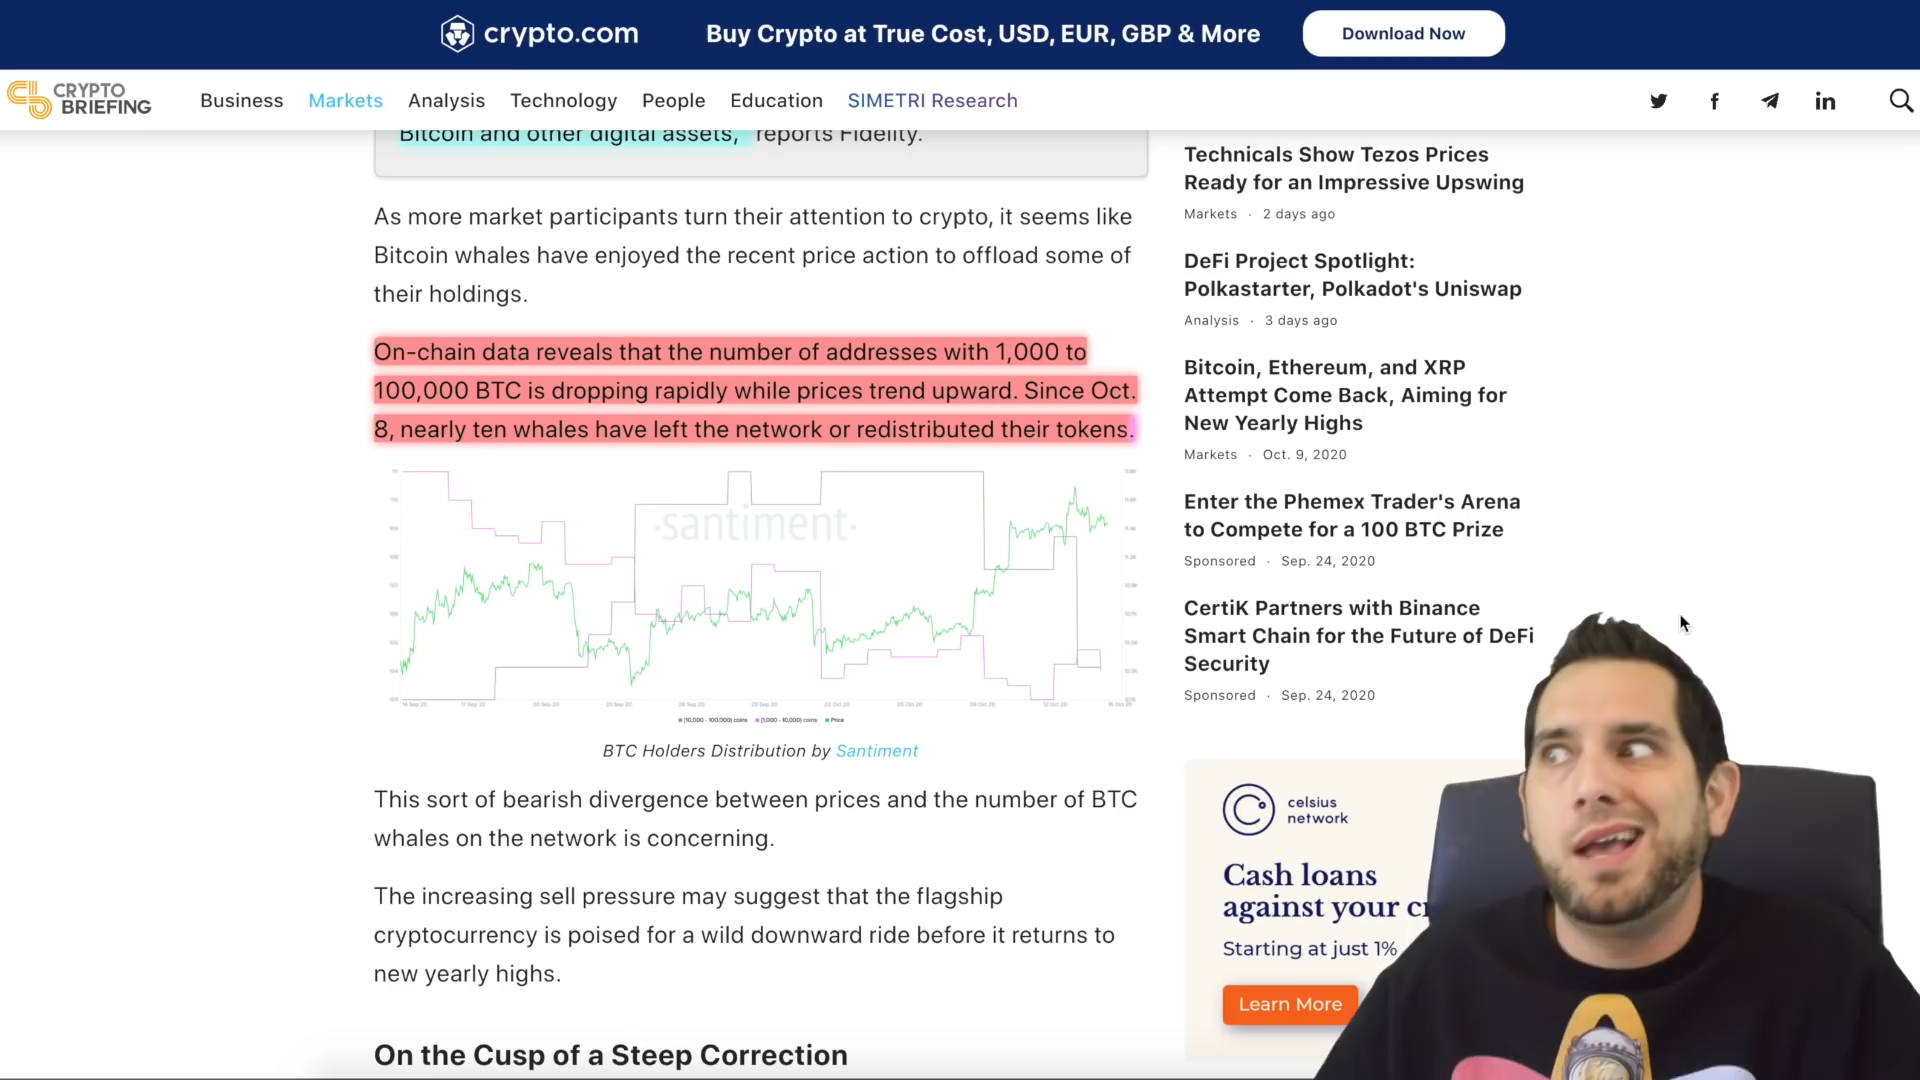 crypto.com
Buy Crypto at True Cost, USD, EUR, GBP & More
Download Now
CRYPTO
BRIEFING
Business
Markets
Analysis
Technology
People
Education
SIMETRI Research
Bitcoin and other digital assets," reports Fidelity.
As more market participants turn their attention to crypto, it seems like
Bitcoin whales have enjoyed the recent price action to offload some of
their holdings.
On-chain data reveals that the number of addresses with 1,000 to
100,000 BTC is dropping rapidly while prices trend upward. Since Oct.
8, nearly ten whales have left the network or redistributed their tokens.
·santiment·
[10,000 - 100,000) coins
[1,000 - 10,000) coins
Price
BTC Holders Distribution by Santiment
This sort of bearish divergence between prices and the number of BTC
whales on the network is concerning.
The increasing sell pressure may suggest that the flagship
cryptocurrency is poised for a wild downward ride before it returns to
new yearly highs.
On the Cusp of a Steep Correction
Technicals Show Tezos Prices
Ready for an Impressive Upswing
Markets · 2 days ago
DeFi Project Spotlight:
Polkastarter, Polkadot's Uniswap
Analysis · 3 days ago
Bitcoin, Ethereum, and XRP
Attempt Come Back, Aiming for
New Yearly Highs
Markets · Oct. 9, 2020
Enter the Phemex Trader's Arena
to Compete for a 100 BTC Prize
Sponsored · Sep. 24, 2020
CertiK Partners with Binance
Smart Chain for the Future of DeFi
Security
Sponsored · Sep. 24, 2020
celsius
network
Cash loans
against your
Starting at just 1%
Learn More